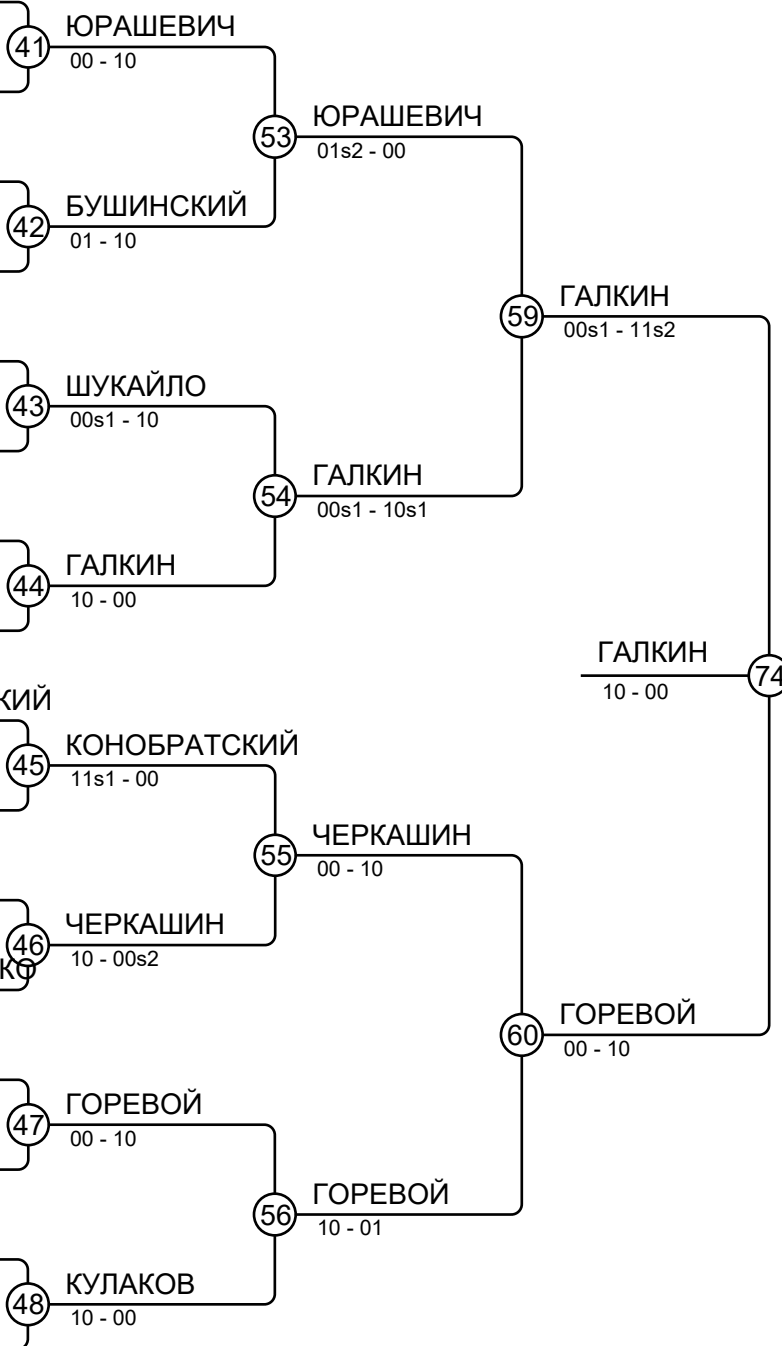 ЮРАШЕВИЧ
41
00 - 10
ЮРАШЕВИЧ
53
01s2 - 00
БУШИНСКИЙ
42
01 - 10
ГАЛКИН
59
00s1 - 11s2
ШУКАЙЛО
43
00s1 - 10
ГАЛКИН
54
00s1 - 10s1
ГАЛКИН
44
10 - 00
ГАЛКИН
74
10 - 00
КИЙ
КОНОБРАТСКИЙ
45
11s1 - 00
ЧЕРКАШИН
55
00 - 10
ЧЕРКАШИН
46
10 - 00s2
КО
ГОРЕВОЙ
60
00 - 10
ГОРЕВОЙ
47
00 - 10
ГОРЕВОЙ
56
10 - 01
КУЛАКОВ
48
10 - 00